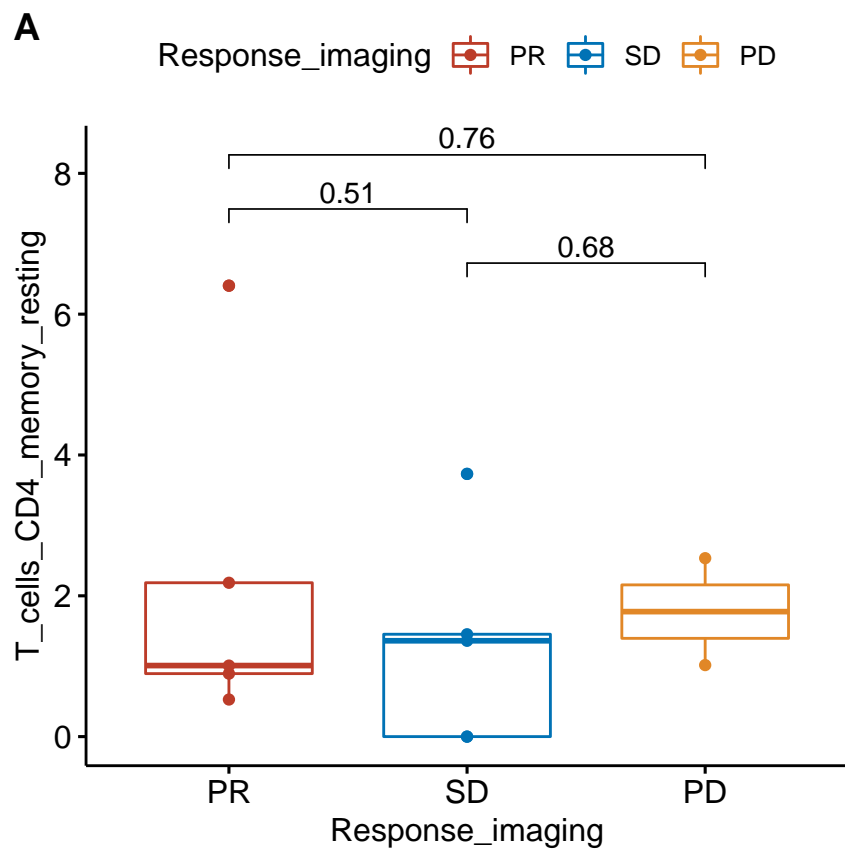 A
Response_imaging PR SD PD
0.76
0.51
0.68
T_cells_CD4_memory_resting
8
6
4
2
0
PR SD PD
Response_imaging